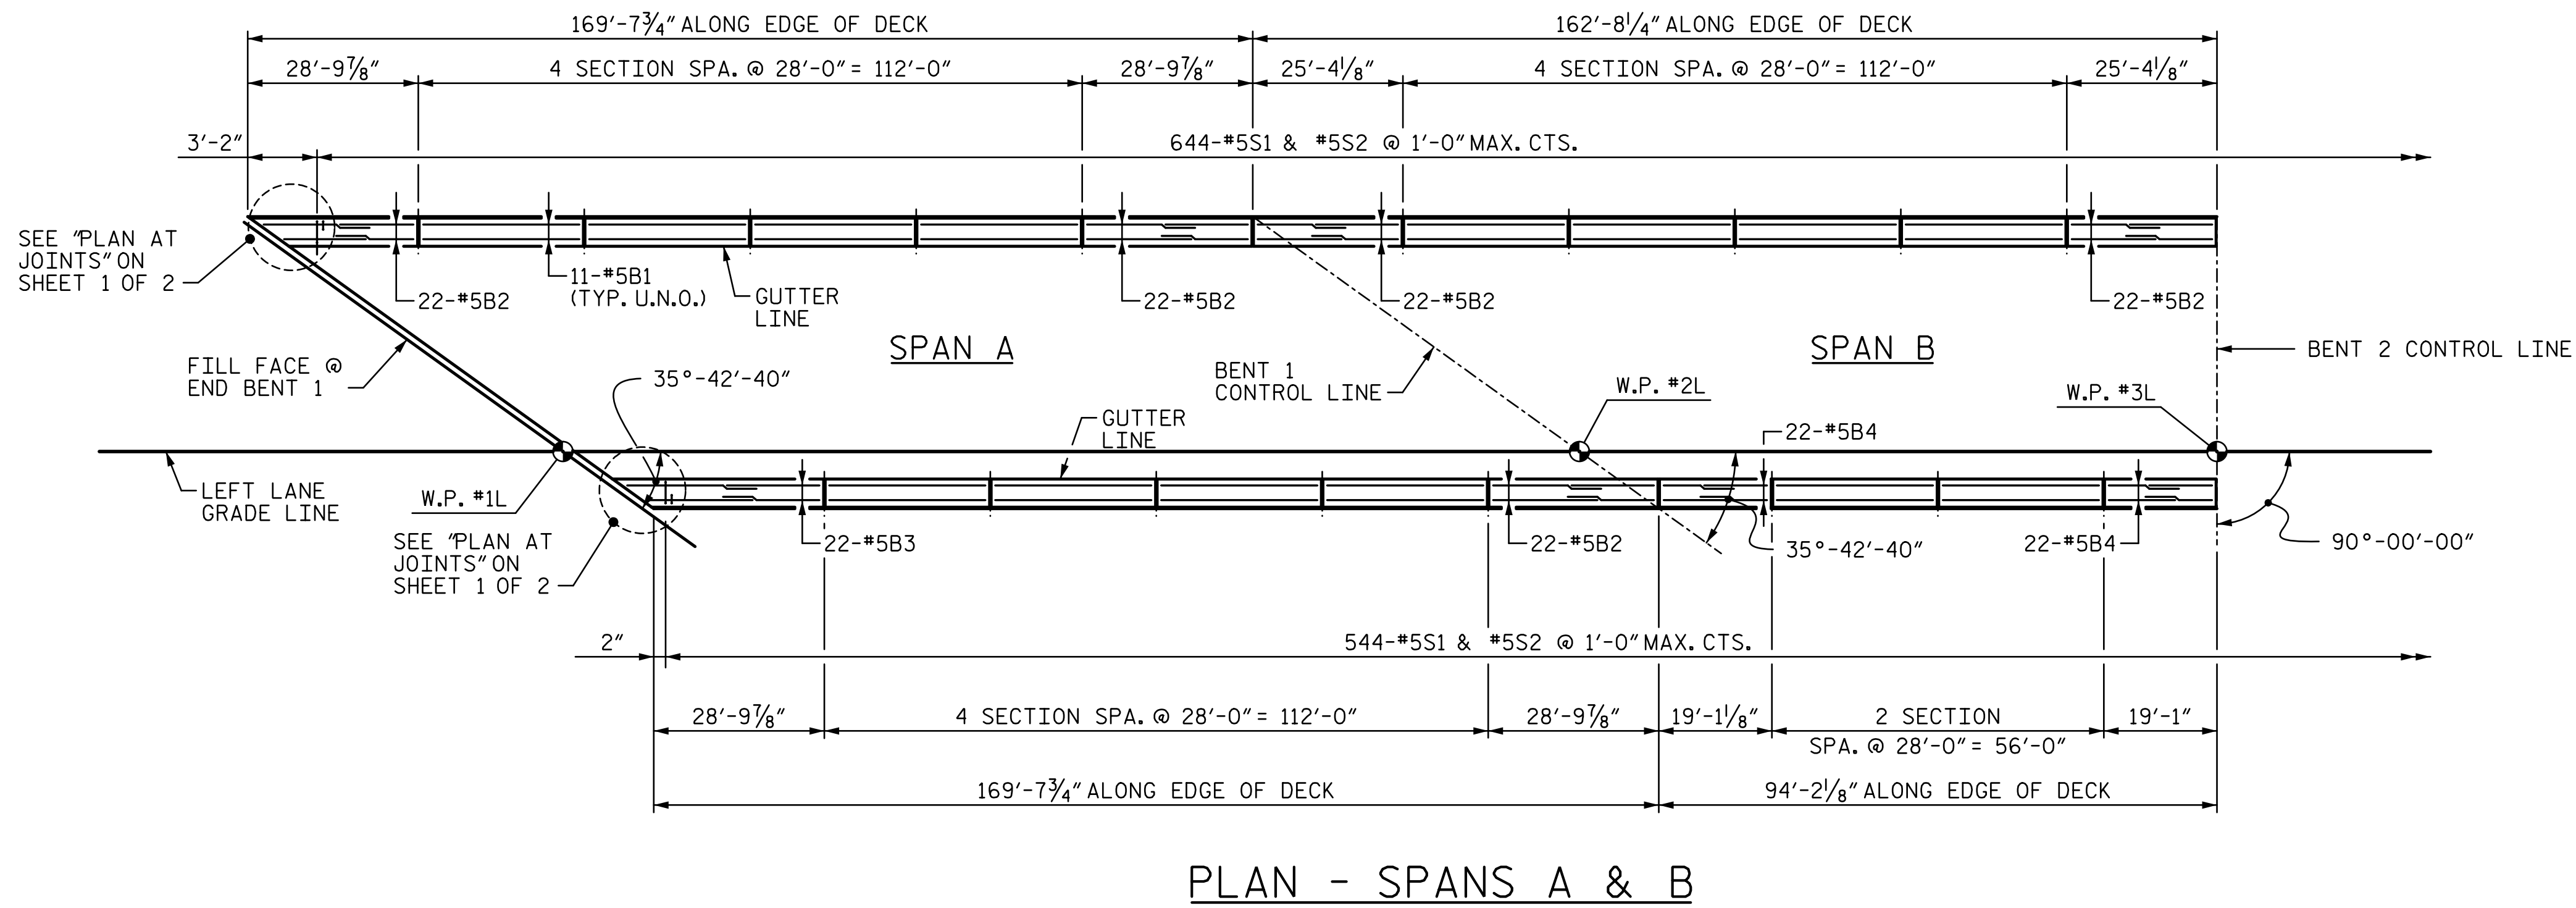 169'-7¾" ALONG EDGE OF DECK
162'-8¼" ALONG EDGE OF DECK
28'-9⅞"
4 SECTION SPA. @ 28'-0" = 112'-0"
28'-9⅞"
25'-4⅛"
4 SECTION SPA. @ 28'-0" = 112'-0"
25'-4⅛"
3'-2"
644-#5S1 & #5S2 @ 1'-0" MAX. CTS.
SEE "PLAN AT
JOINTS" ON
SHEET 1 OF 2
22-#5B2
11-#5B1
(TYP. U.N.O.)
GUTTER
LINE
22-#5B2
22-#5B2
22-#5B2
SPAN A
SPAN B
BENT 2 CONTROL LINE
FILL FACE @
END BENT 1
35°-42'-40"
BENT 1
CONTROL LINE
W.P. #2L
W.P. #3L
GUTTER
LINE
22-#5B4
LEFT LANE
GRADE LINE
W.P. #1L
SEE "PLAN AT
JOINTS" ON
SHEET 1 OF 2
22-#5B3
22-#5B2
35°-42'-40"
22-#5B4
90°-00'-00"
2"
544-#5S1 & #5S2 @ 1'-0" MAX. CTS.
28'-9⅞"
4 SECTION SPA. @ 28'-0" = 112'-0"
28'-9⅞"
19'-1⅛"
2 SECTION
SPA. @ 28'-0" = 56'-0"
19'-1"
169'-7¾" ALONG EDGE OF DECK
94'-2⅛" ALONG EDGE OF DECK
PLAN - SPANS A & B